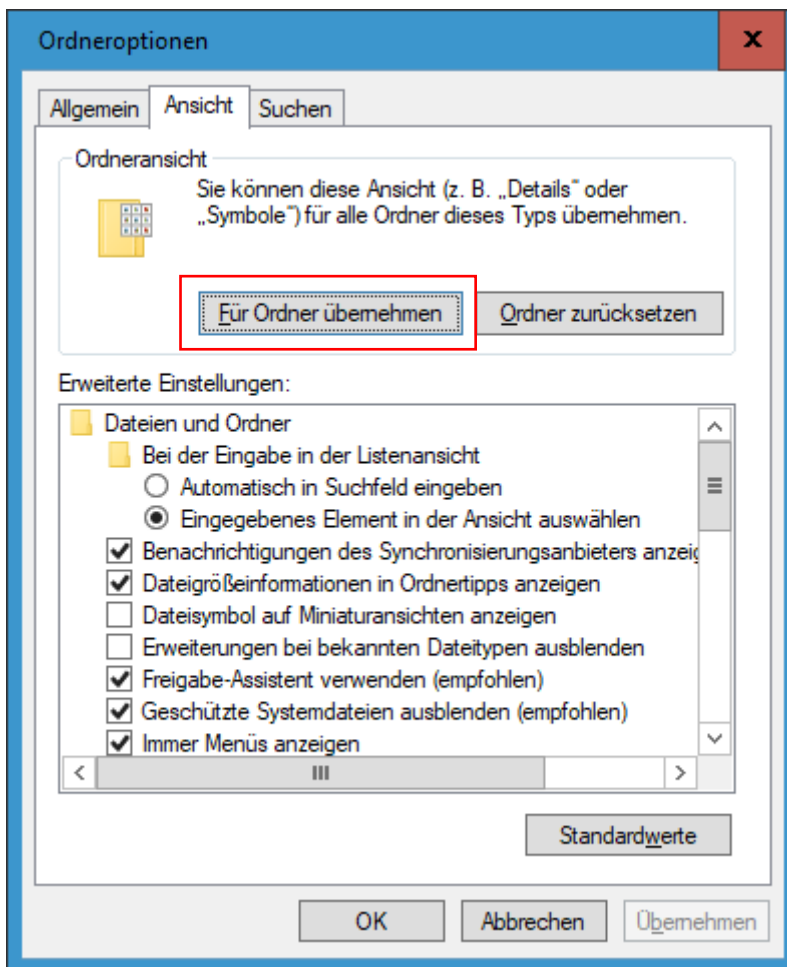 Ordneroptionen
x
Allgemein Ansicht Suchen
Ordneransicht
Sie können diese Ansicht (z. B. „Details“ oder
„Symbole“) für alle Ordner dieses Typs übernehmen.
Für Ordner übernehmen Ordner zurücksetzen
Erweiterte Einstellungen:
Dateien und Ordner
Bei der Eingabe in der Listenansicht
Automatisch in Suchfeld eingeben
Eingegebenes Element in der Ansicht auswählen
Benachrichtigungen des Synchronisierungsanbieters anzeig
Dateigrößeinformationen in Ordnertipps anzeigen
Dateisymbol auf Miniaturansichten anzeigen
Erweiterungen bei bekannten Dateitypen ausblenden
Freigabe-Assistent verwenden (empfohlen)
Geschützte Systemdateien ausblenden (empfohlen)
Immer Menüs anzeigen
Standardwerte
OK Abbrechen Übernehmen